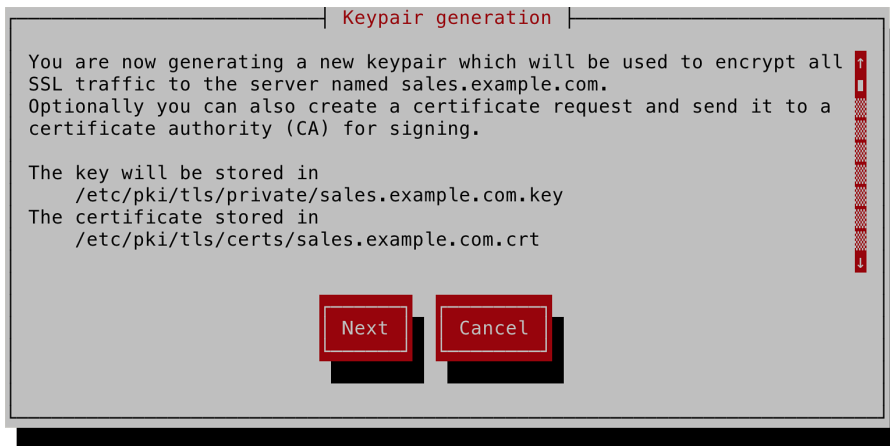 Keypair generation
You are now generating a new keypair which will be used to encrypt all
SSL traffic to the server named sales.example.com.
Optionally you can also create a certificate request and send it to a
certificate authority (CA) for signing.
The key will be stored in
/etc/pki/tls/private/sales.example.com.key
The certificate stored in
/etc/pki/tls/certs/sales.example.com.crt
Next Cancel